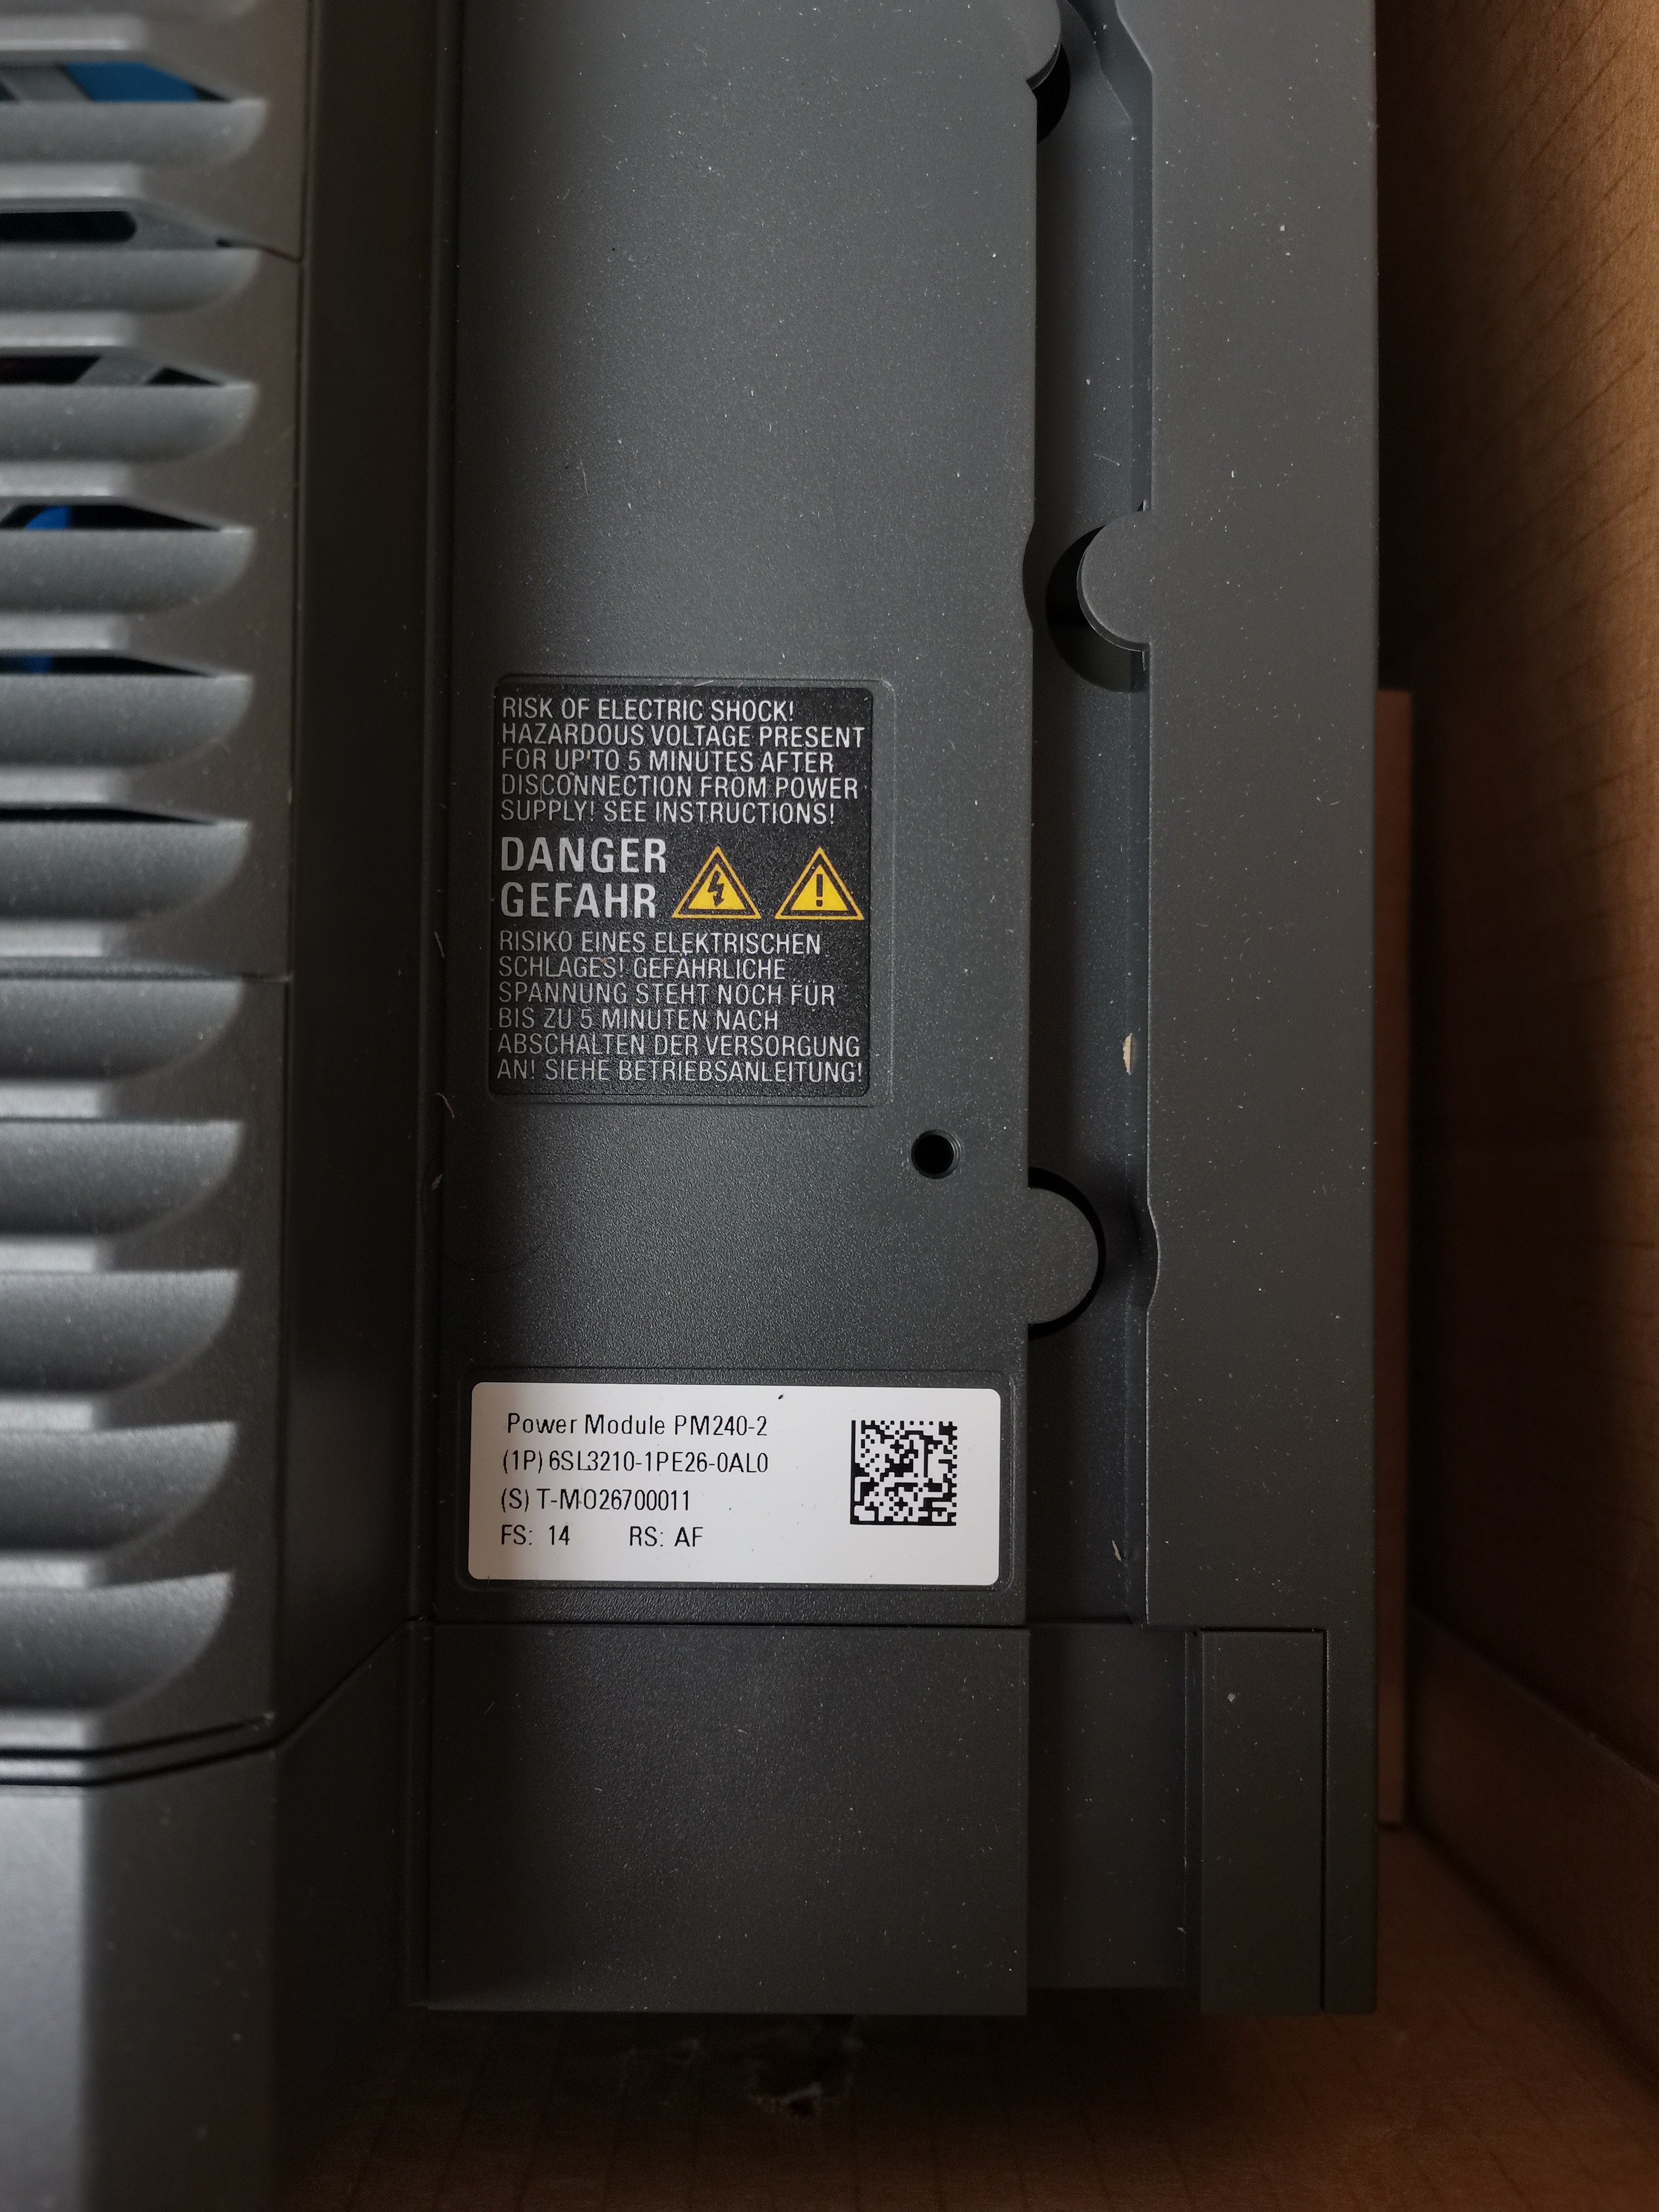 RISK OF ELECTRIC SHOCK!
HAZARDOUS VOLTAGE PRESENT
FOR UP TO 5 MINUTES AFTER
DISCONNECTION FROM POWER
SUPPLY! SEE INSTRUCTIONS!
DANGER
GEFAHR
RISIKO EINES ELEKTRISCHEN
SCHLAGES! GEFÄHRLICHE
SPANNUNG STEHT NOCH FÜR
BIS ZU 5 MINUTEN NACH
ABSCHALTEN DER VERSORGUNG
AN! SIEHE BETRIEBSANLEITUNG!
Power Module PM240-2
(1P) 6SL3210-1PE26-0AL0
(S) T-MO26700011
FS: 14 RS: AF